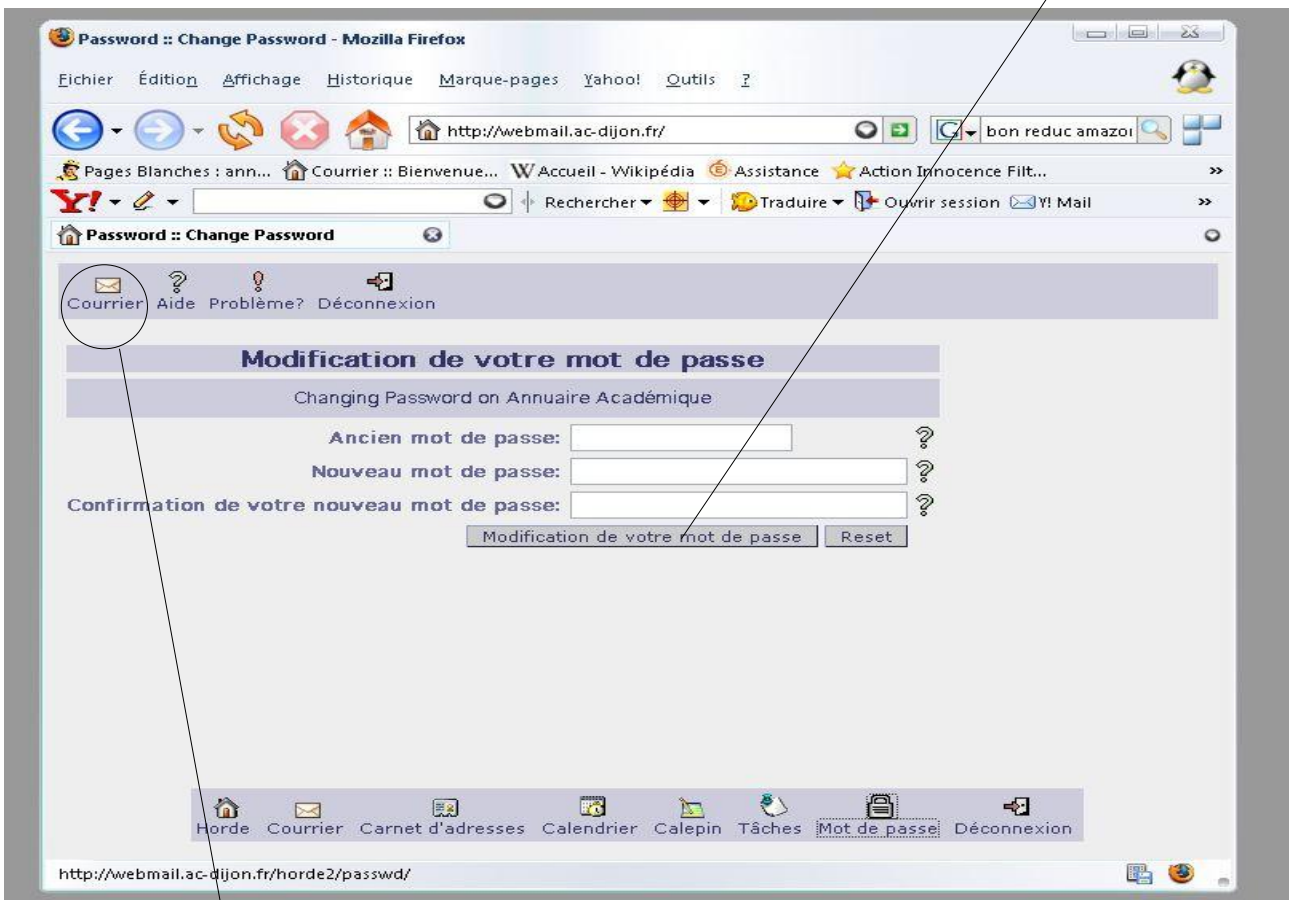 Password :: Change Password - Mozilla Firefox
Fichier Édition Affichage Historique Marque-pages Yahoo! Outils ?
http://webmail.ac-dijon.fr/ G bon reduc amazoi
Pages Blanches : ann... Courrier :: Bienvenue... W Accueil - Wikipédia Assistance Action Innocence Filt... »
Y! Rechercher Traduire Ouvrir session Y! Mail »
Password :: Change Password
Courrier Aide Problème? Déconnexion
Modification de votre mot de passe
Changing Password on Annuaire Académique
Ancien mot de passe: ?
Nouveau mot de passe: ?
Confirmation de votre nouveau mot de passe: ?
Modification de votre mot de passe Reset
Horde Courrier Carnet d'adresses Calendrier Calepin Tâches Mot de passe Déconnexion
http://webmail.ac-dijon.fr/horde2/passwd/